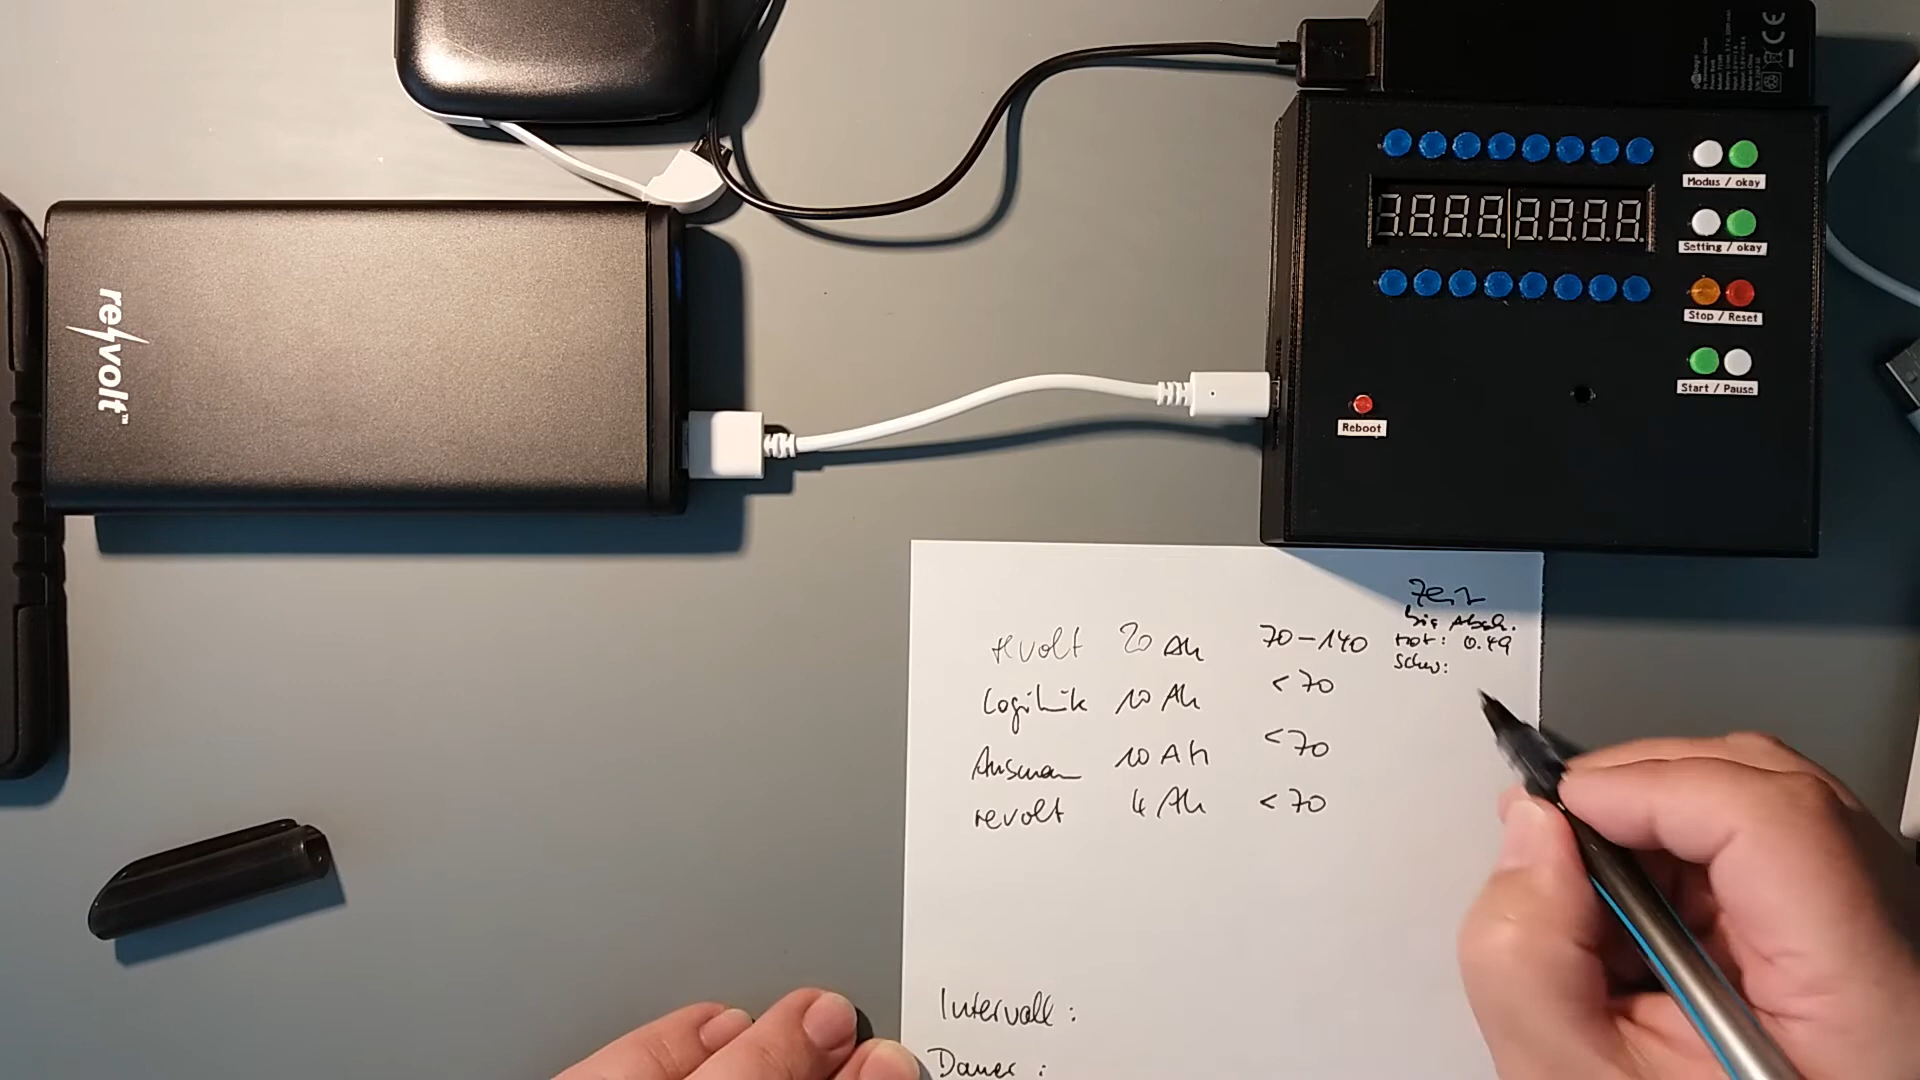 revolt
Modus / okay
Setting / okay
Stop / Reset
Start / Pause
Reboot
Zeit
bis Absch.
rot: 0.49
schw:
revolt 20 Ah 70-140
Logilink 10 Ah <70
Ansman 10 Ah <70
revolt 4 Ah <70
Intervall:
Dauer: